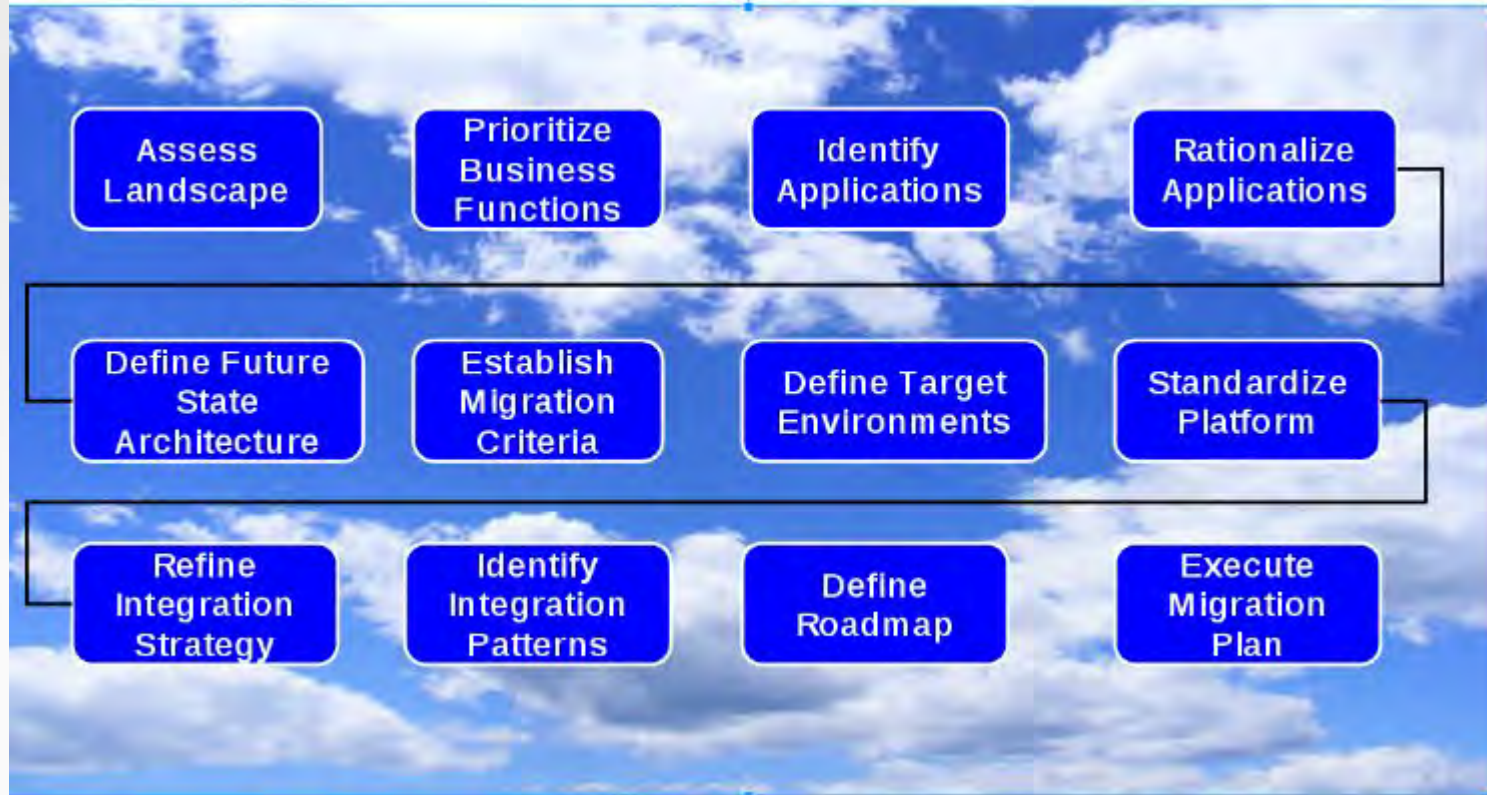 Assess
Landscape
Prioritize
Business
Functions
Identify
Applications
Rationalize
Applications
Define Future
State
Architecture
Establish
Migration
Criteria
Define Target
Environments
Standardize
Platform
Refine
Integration
Strategy
Identify
Integration
Patterns
Define
Roadmap
Execute
Migration
Plan